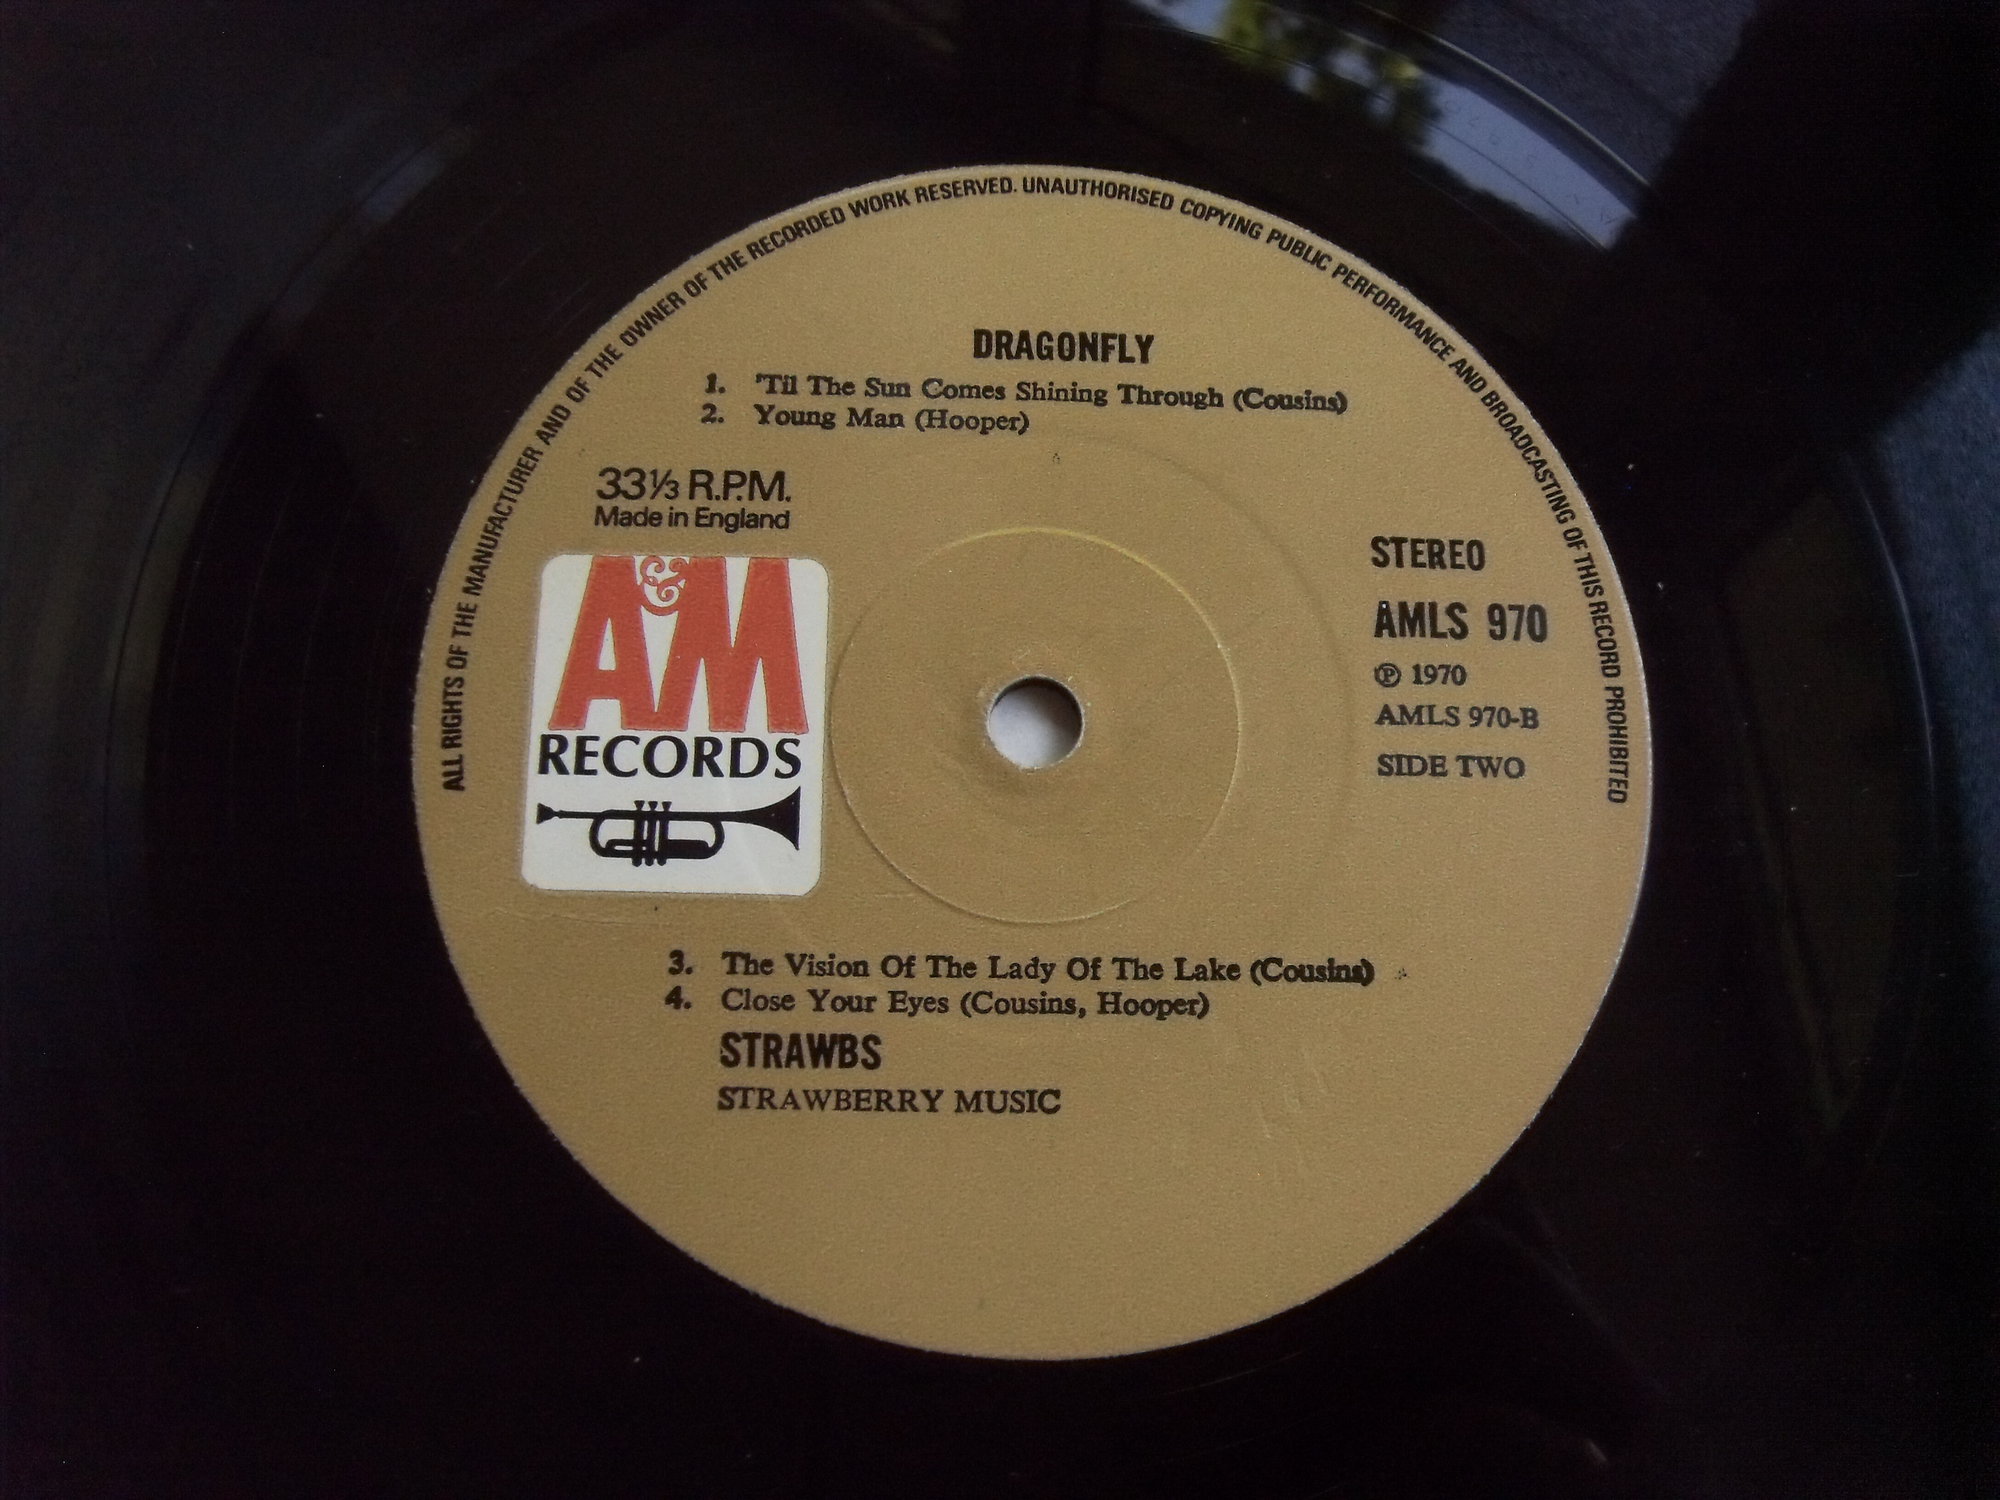 ALL RIGHTS OF THE MANUFACTURER AND OF THE OWNER OF THE RECORDED WORK RESERVED. UNAUTHORISED COPYING PUBLIC PERFORMANCE AND BROADCASTING OF THIS RECORD PROHIBITED
DRAGONFLY
1. 'Til The Sun Comes Shining Through (Cousins)
2. Young Man (Hooper)
33⅓ R.P.M.
Made in England
A&M
RECORDS
STEREO
AMLS 970
℗ 1970
AMLS 970-B
SIDE TWO
3. The Vision Of The Lady Of The Lake (Cousins)
4. Close Your Eyes (Cousins, Hooper)
STRAWBS
STRAWBERRY MUSIC